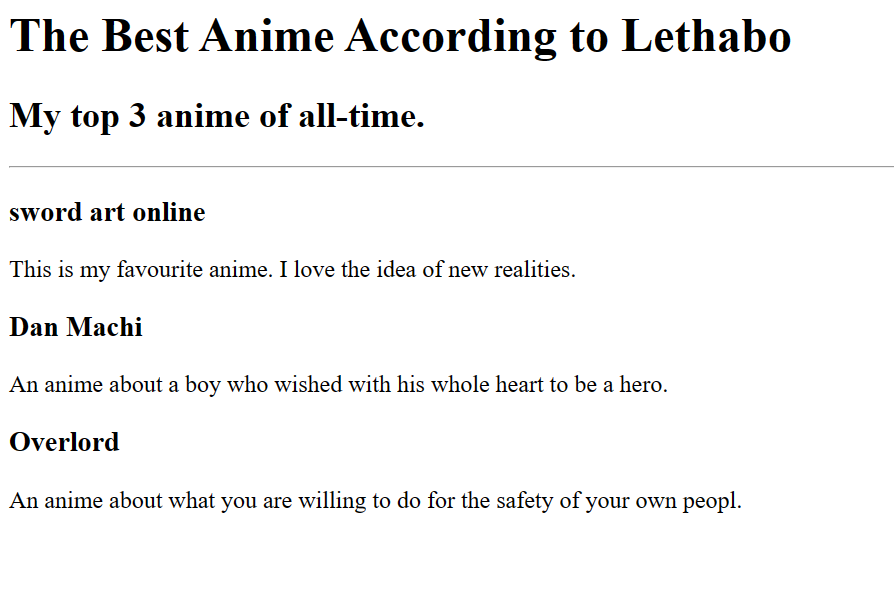 The Best Anime According to Lethabo
My top 3 anime of all-time.
sword art online
This is my favourite anime. I love the idea of new realities.
Dan Machi
An anime about a boy who wished with his whole heart to be a hero.
Overlord
An anime about what you are willing to do for the safety of your own peopl.